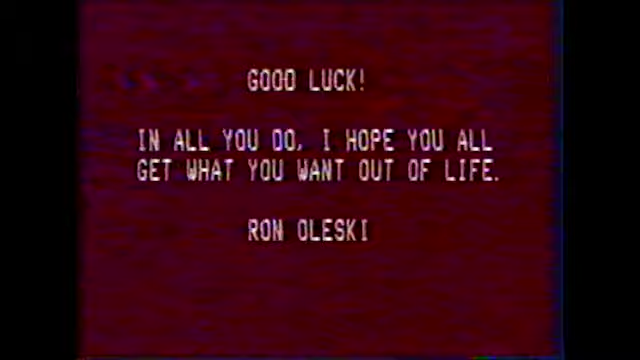 GOOD LUCK!
IN ALL YOU DO, I HOPE YOU ALL
GET WHAT YOU WANT OUT OF LIFE.
RON OLESKI